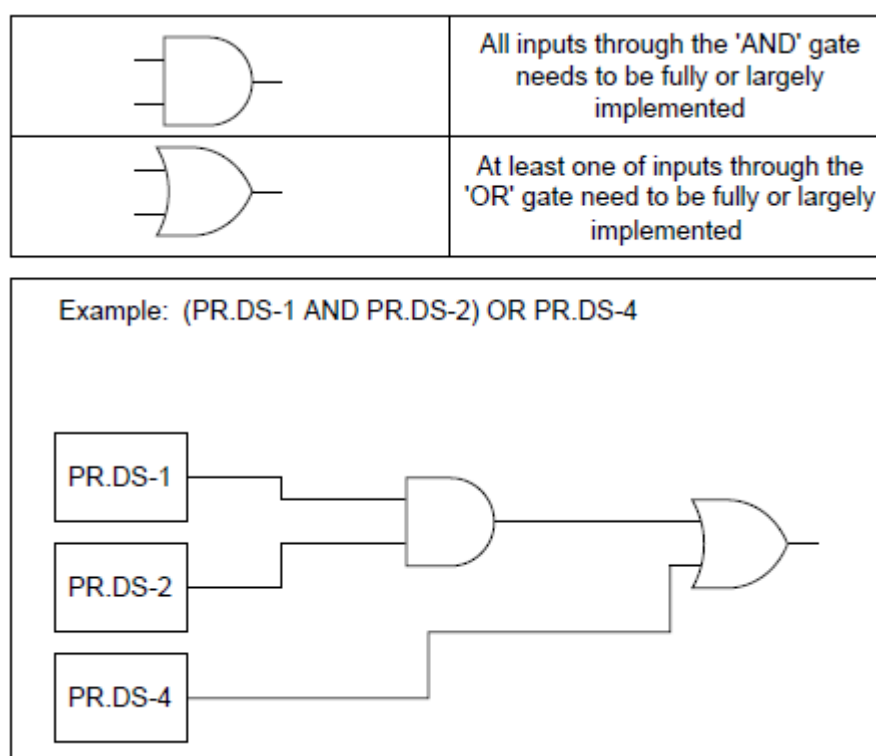 All inputs through the 'AND' gate
needs to be fully or largely
implemented
At least one of inputs through the
'OR' gate need to be fully or largely
implemented
Example: (PR.DS-1 AND PR.DS-2) OR PR.DS-4
PR.DS-1
PR.DS-2
PR.DS-4